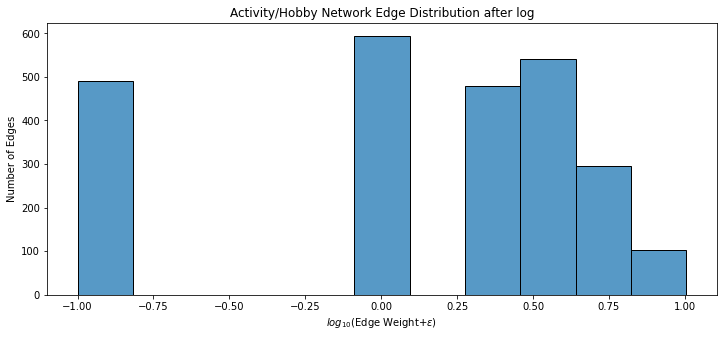 Activity/Hobby Network Edge Distribution after log
600
500
400
300
200
100
0
Number of Edges
−1.00 −0.75 −0.50 −0.25 0.00 0.25 0.50 0.75 1.00
log₁₀(Edge Weight+ε)